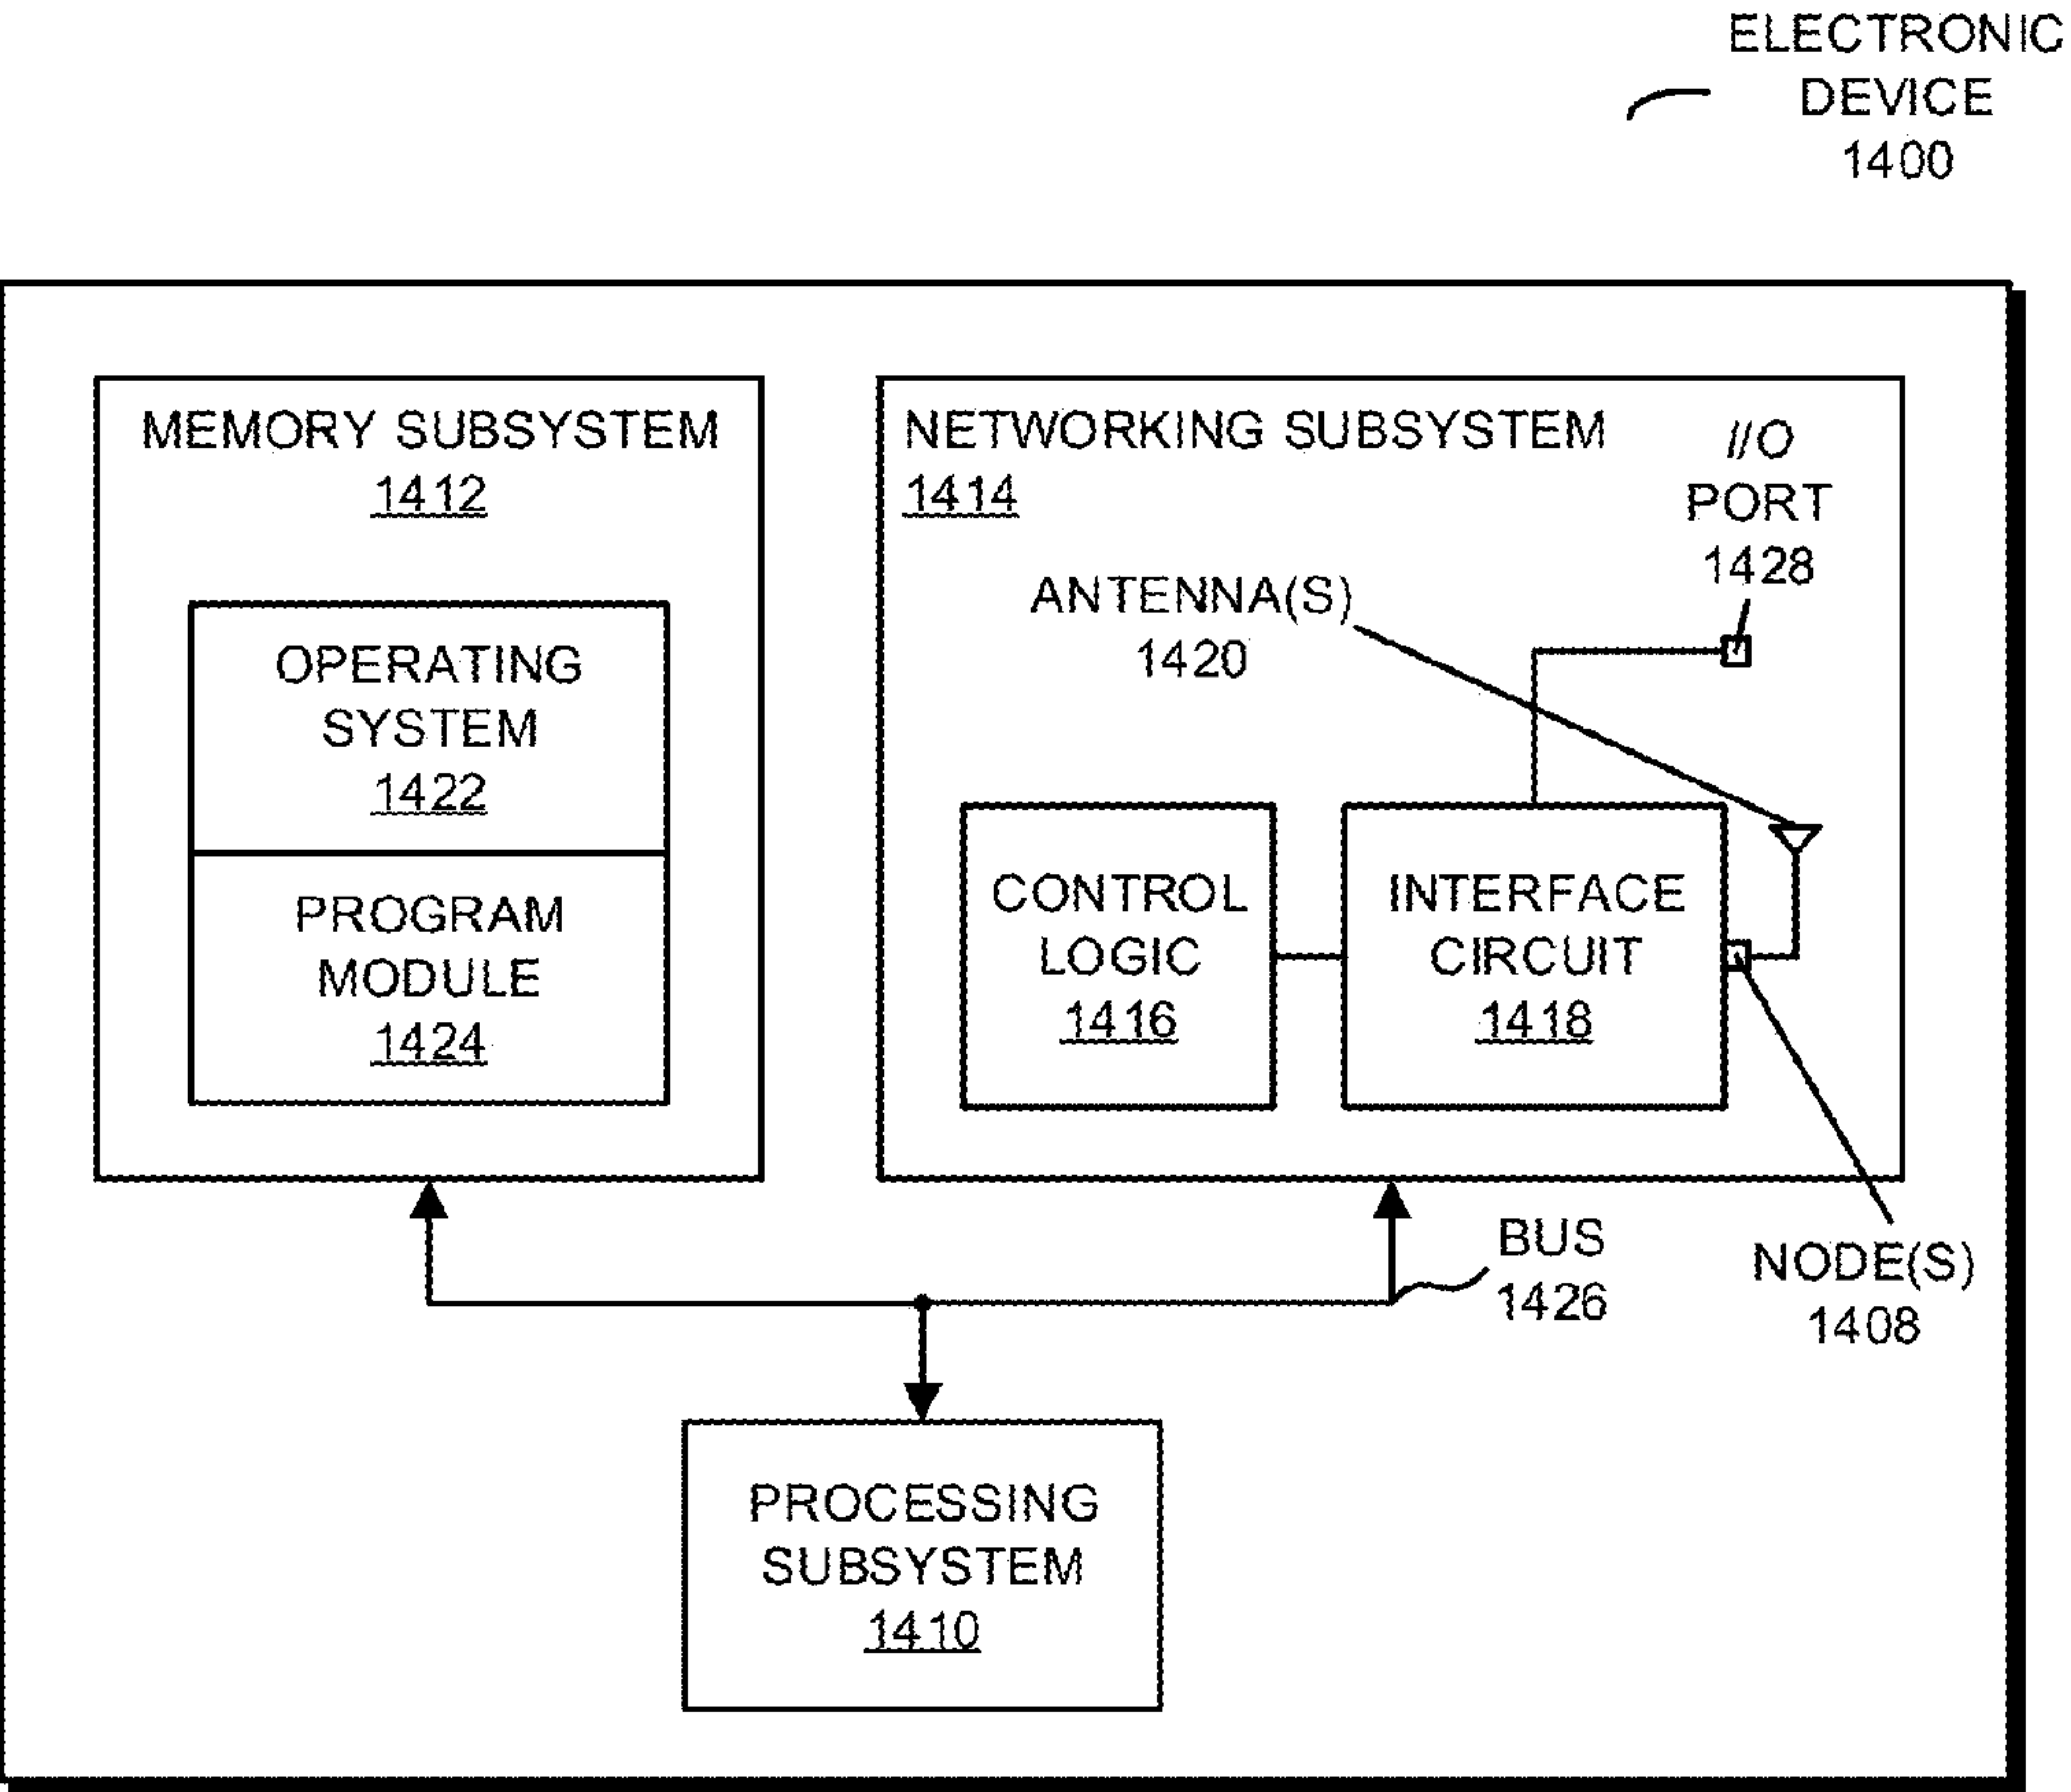 ELECTRONIC
DEVICE
1400
MEMORY SUBSYSTEM
1412
OPERATING
SYSTEM
1422
PROGRAM
MODULE
1424
NETWORKING SUBSYSTEM
1414
I/O
PORT
1428
ANTENNA(S)
1420
CONTROL
LOGIC
1416
INTERFACE
CIRCUIT
1418
BUS
1426
NODE(S)
1408
PROCESSING
SUBSYSTEM
1410